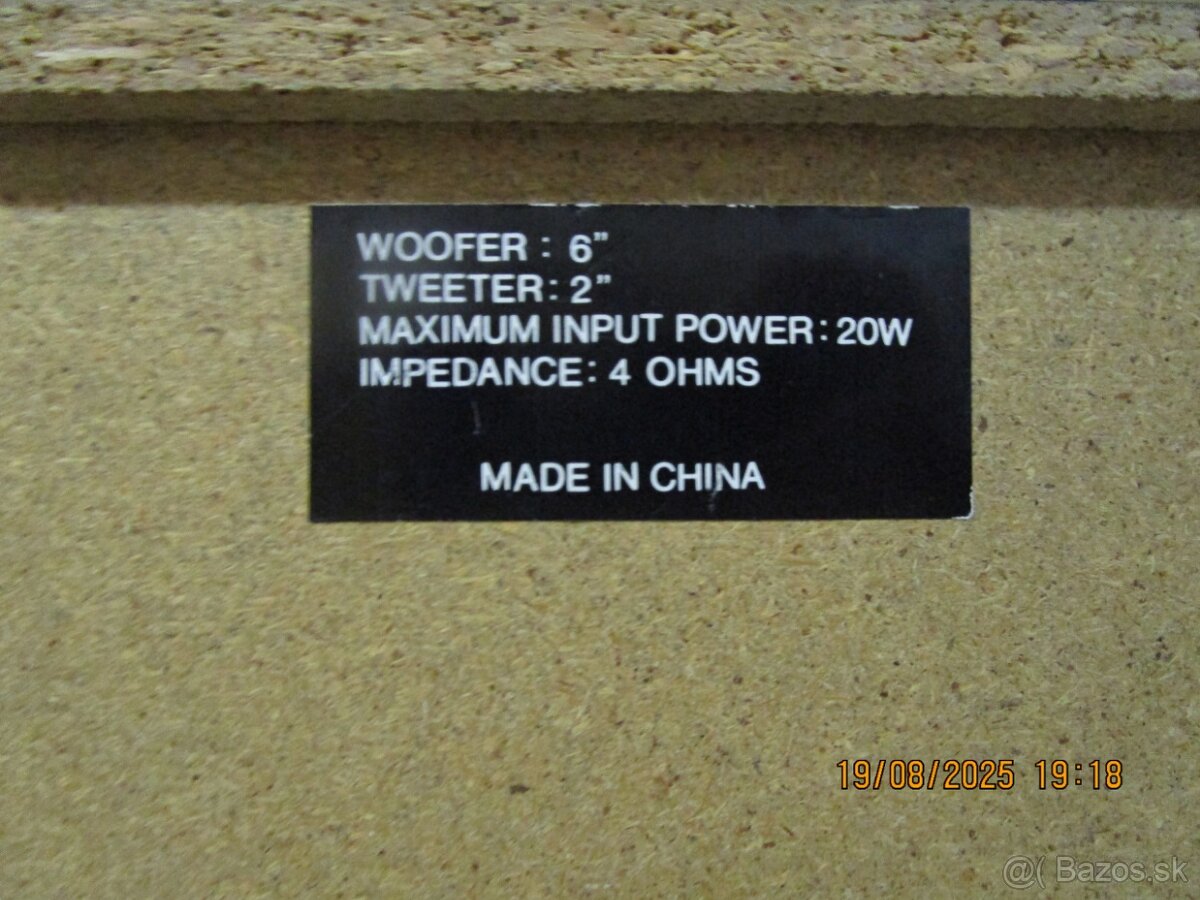 WOOFER : 6"
TWEETER: 2"
MAXIMUM INPUT POWER: 20W
IMPEDANCE: 4 OHMS
MADE IN CHINA
19/08/2025 19:18
@( Bazos.sk